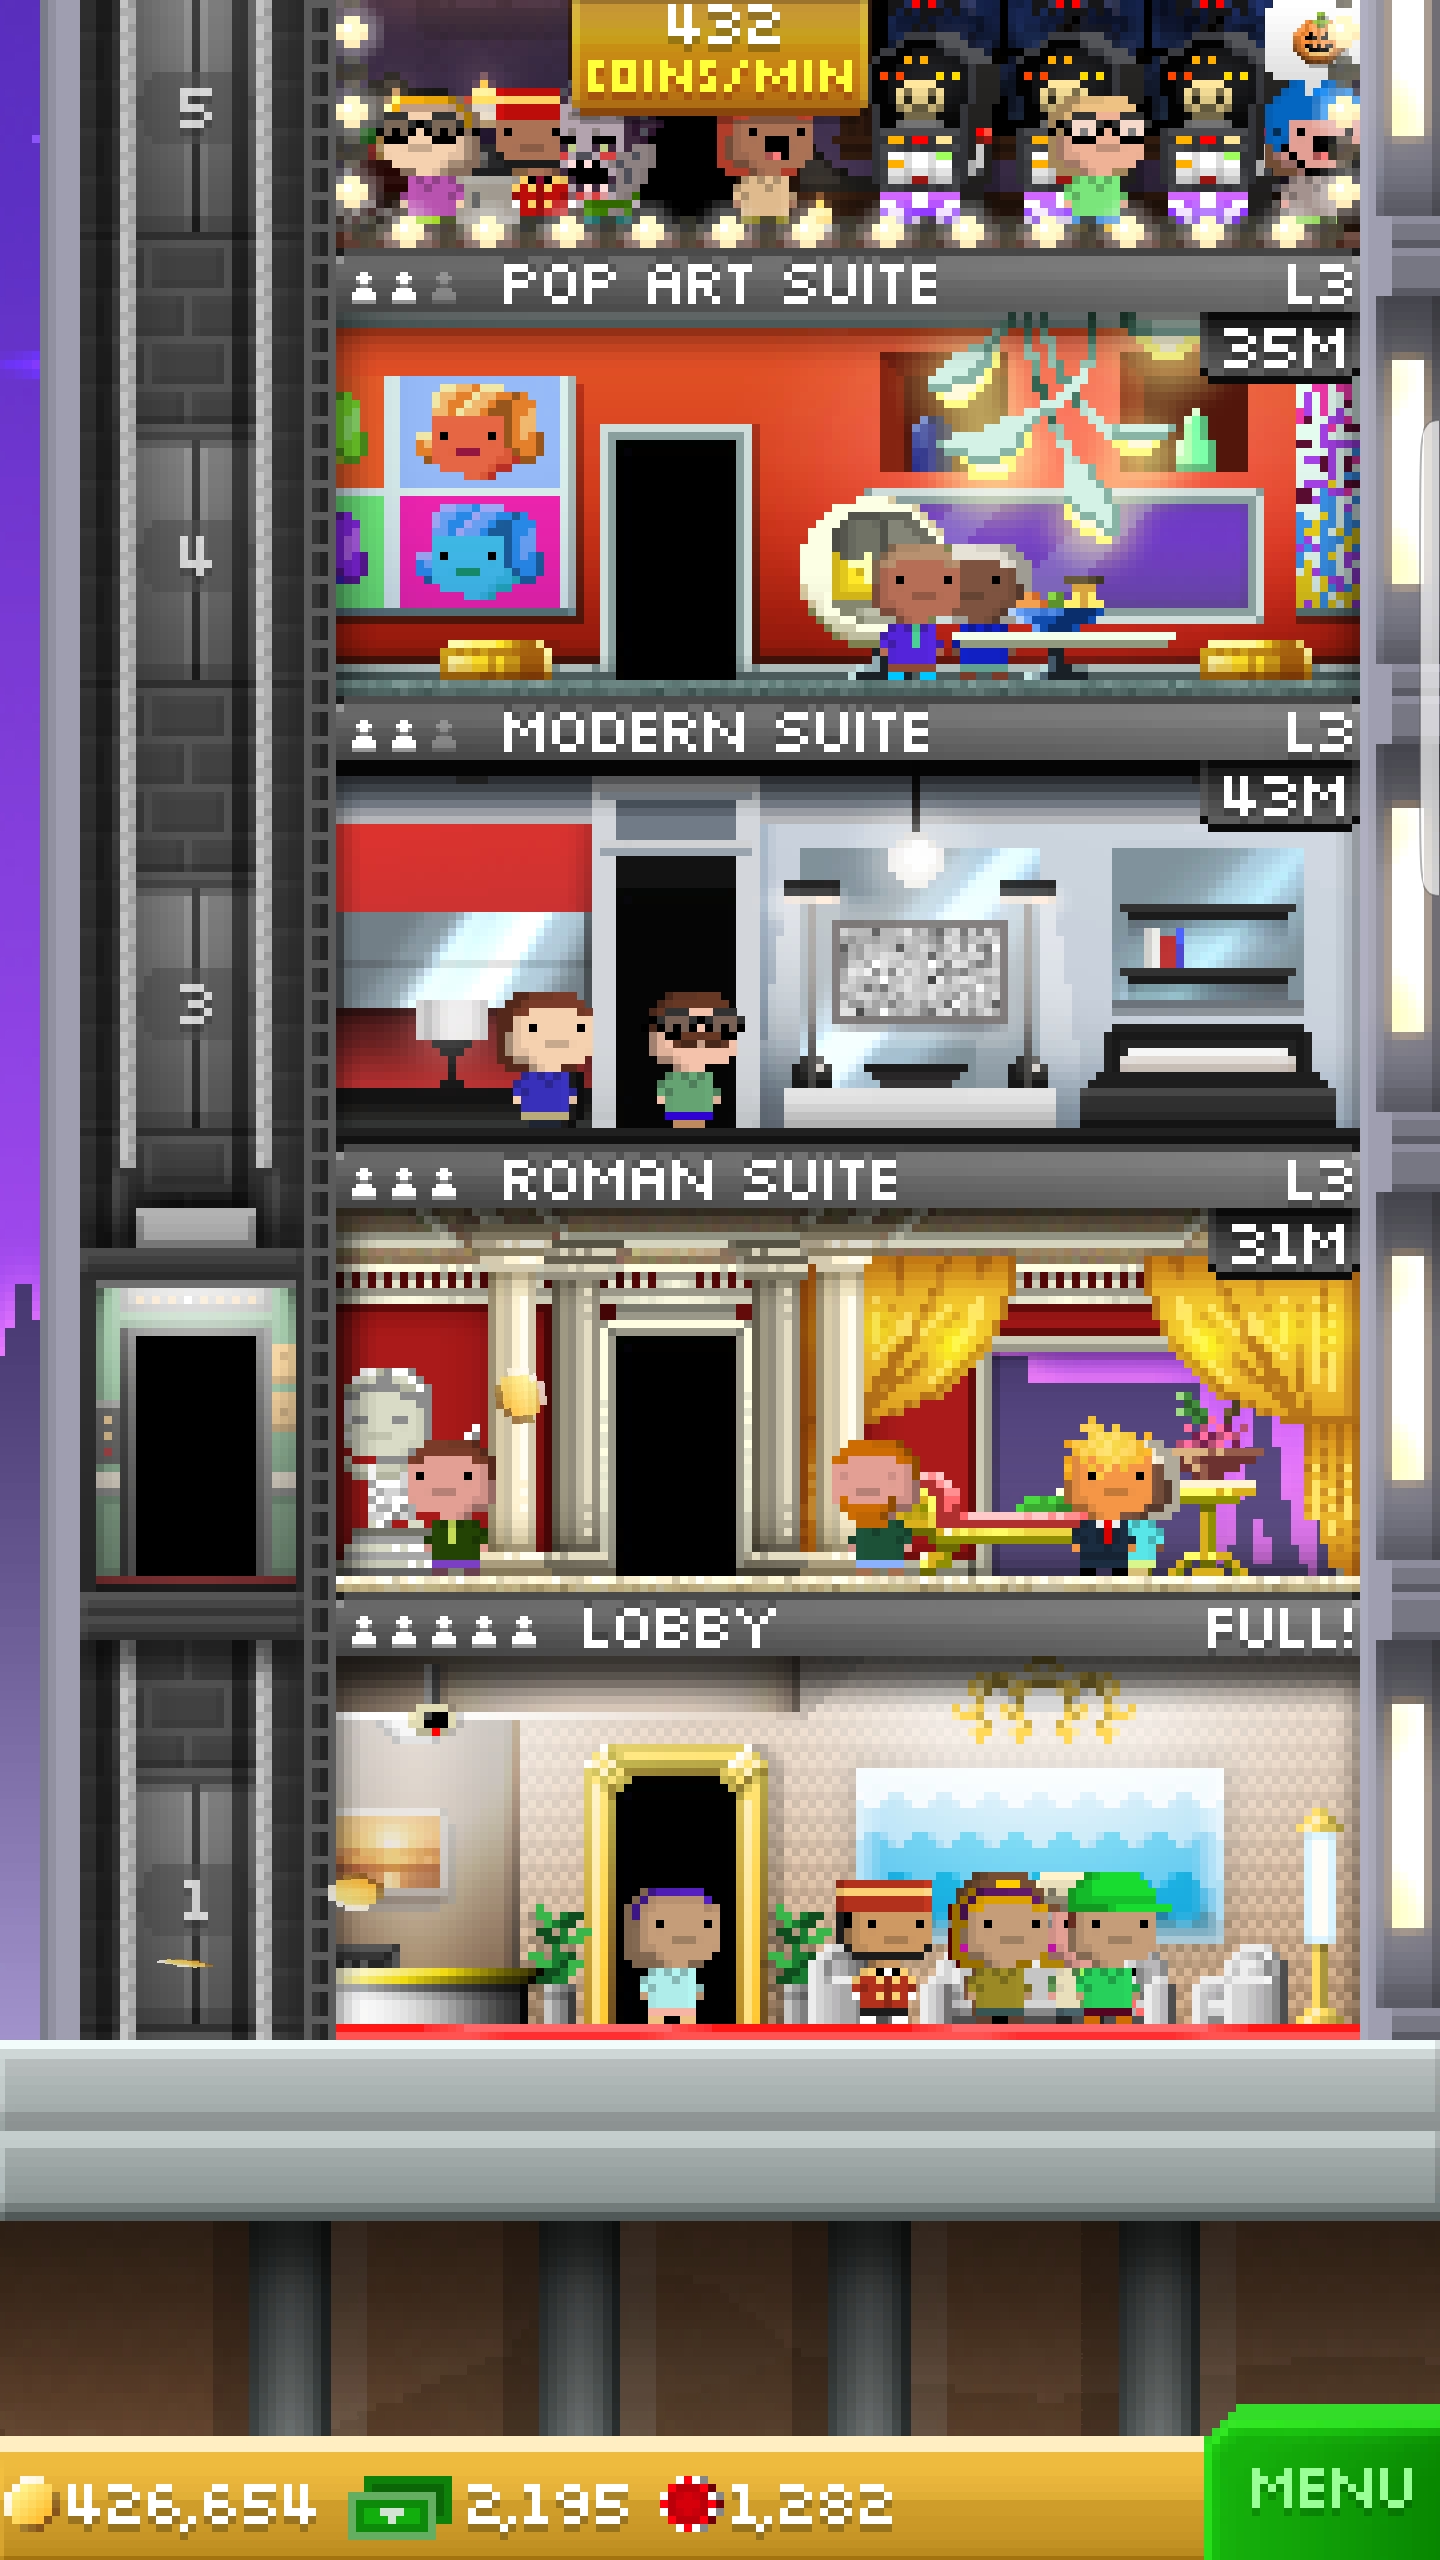 432
COINS/MIN
5
POP ART SUITE L3
35M
4
MODERN SUITE L3
43M
3
ROMAN SUITE L3
31M
LOBBY FULL!
1
426,654 2,195 1,282
MENU